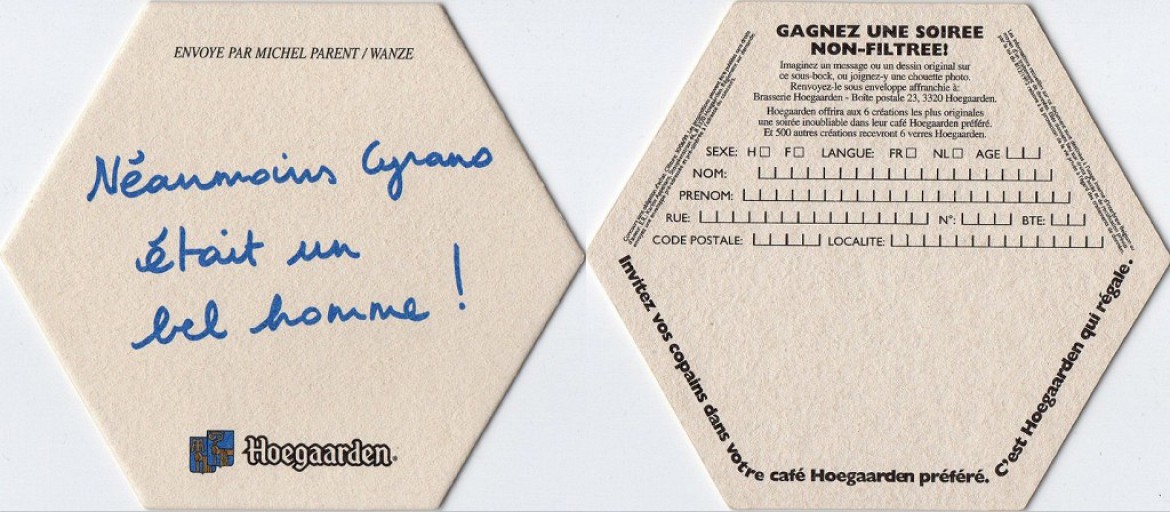 ENVOYE PAR MICHEL PARENT / WANZE
Néaumoins Cyrano
était un
bel homme !
Hoegaarden
GAGNEZ UNE SOIREE
NON-FILTREE!
Imaginez un message ou un dessin original sur
ce sous-bock, ou joignez-y une chouette photo.
Renvoyez-le sous enveloppe affranchie à:
Brasserie Hoegaarden - Boîte postale 23, 3320 Hoegaarden.
Hoegaarden offrira aux 6 créations les plus originales
une soirée inoubliable dans leur café Hoegaarden préféré.
Et 500 autres créations recevront 6 verres Hoegaarden.
SEXE: H F LANGUE: FR NL AGE
NOM:
PRENOM:
RUE: N°: BTE:
CODE POSTALE: LOCALITE:
Invitez vos copains dans votre café Hoegaarden préféré. C'est Hoegaarden qui régale.